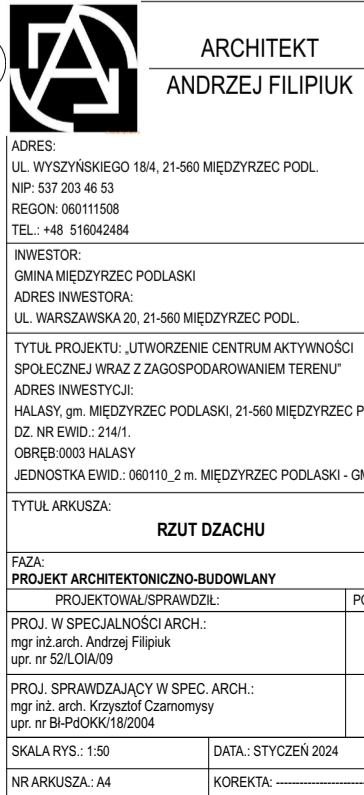 ARCHITEKT
ANDRZEJ FILIPIUK
ADRES:
UL. WYSZYŃSKIEGO 18/4, 21-560 MIĘDZYRZEC PODL.
NIP: 537 203 46 53
REGON: 060111508
TEL.: +48 516042484
INWESTOR:
GMINA MIĘDZYRZEC PODLASKI
ADRES INWESTORA:
UL. WARSZAWSKA 20, 21-560 MIĘDZYRZEC PODL.
TYTUŁ PROJEKTU: „UTWORZENIE CENTRUM AKTYWNOŚCI
SPOŁECZNEJ WRAZ Z ZAGOSPODAROWANIEM TERENU”
ADRES INWESTYCJI:
HALASY, gm. MIĘDZYRZEC PODLASKI, 21-560 MIĘDZYRZEC P
DZ. NR EWID.: 214/1.
OBRĘB:0003 HALASY
JEDNOSTKA EWID.: 060110_2 m. MIĘDZYRZEC PODLASKI - GM
TYTUŁ ARKUSZA:
RZUT DZACHU
FAZA:
PROJEKT ARCHITEKTONICZNO-BUDOWLANY
PROJEKTOWAŁ/SPRAWDZIŁ: PO
PROJ. W SPECJALNOŚCI ARCH.:
mgr inż.arch. Andrzej Filipiuk
upr. nr 52/LOIA/09
PROJ. SPRAWDZAJĄCY W SPEC. ARCH.:
mgr inż. arch. Krzysztof Czarnomysy
upr. nr Bł-PdOKK/18/2004
SKALA RYS.: 1:50 DATA.: STYCZEŃ 2024
NR ARKUSZA.: A4 KOREKTA: -----------------------